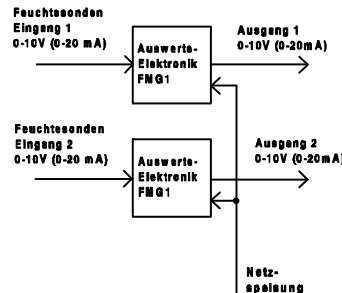 Feuchtesonden
Eingang 1
0-10V (0-20 mA)
Auswerte-
Elektronik
FMG1
Ausgang 1
0-10V (0-20mA)
Feuchtesonden
Eingang 2
0-10V (0-20 mA)
Auswerte-
Elektronik
FMG1
Ausgang 2
0-10V (0-20mA)
Netz-
speisung